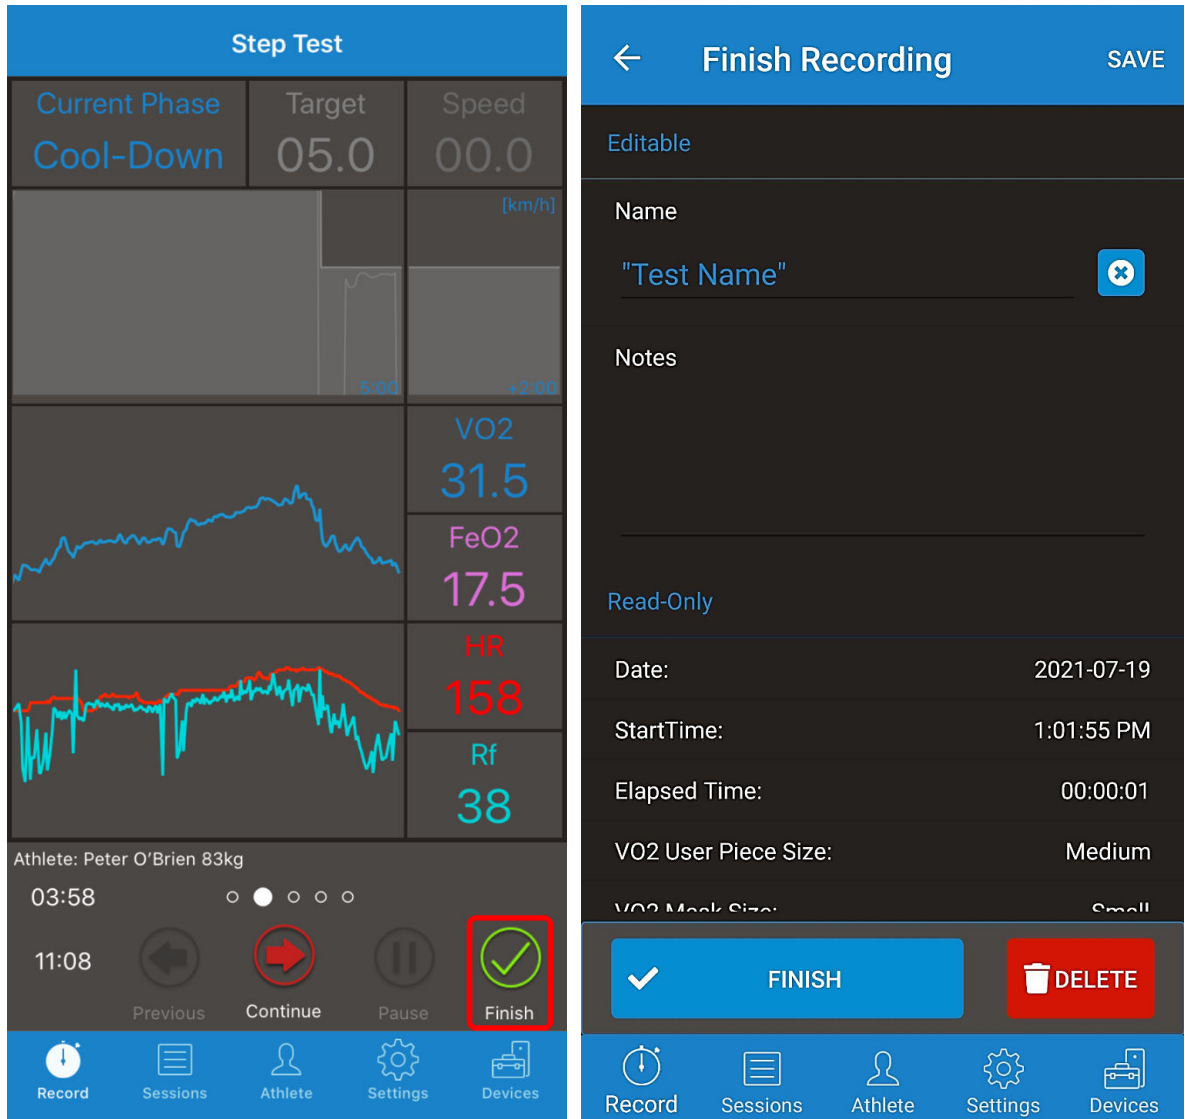 Step Test
Current Phase
Target
Speed
Cool-Down
05.0
00.0
[km/h]
5:00
+2:00
VO2
31.5
FeO2
17.5
HR
158
Rf
38
Athlete: Peter O'Brien 83kg
03:58
11:08
Previous
Continue
Pause
Finish
Record
Sessions
Athlete
Settings
Devices
Finish Recording
SAVE
Editable
Name
"Test Name"
Notes
Read-Only
Date: 2021-07-19
StartTime: 1:01:55 PM
Elapsed Time: 00:00:01
VO2 User Piece Size: Medium
VO2 Mask Size: Small
FINISH
DELETE
Record
Sessions
Athlete
Settings
Devices